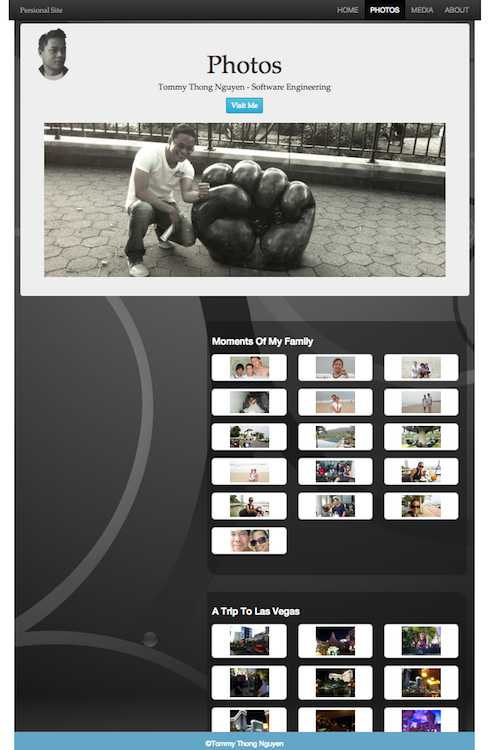 Persional Site
HOME PHOTOS MEDIA ABOUT
Photos
Tommy Thong Nguyen - Software Engineering
Visit Me
Moments Of My Family
A Trip To Las Vegas
©Tommy Thong Nguyen